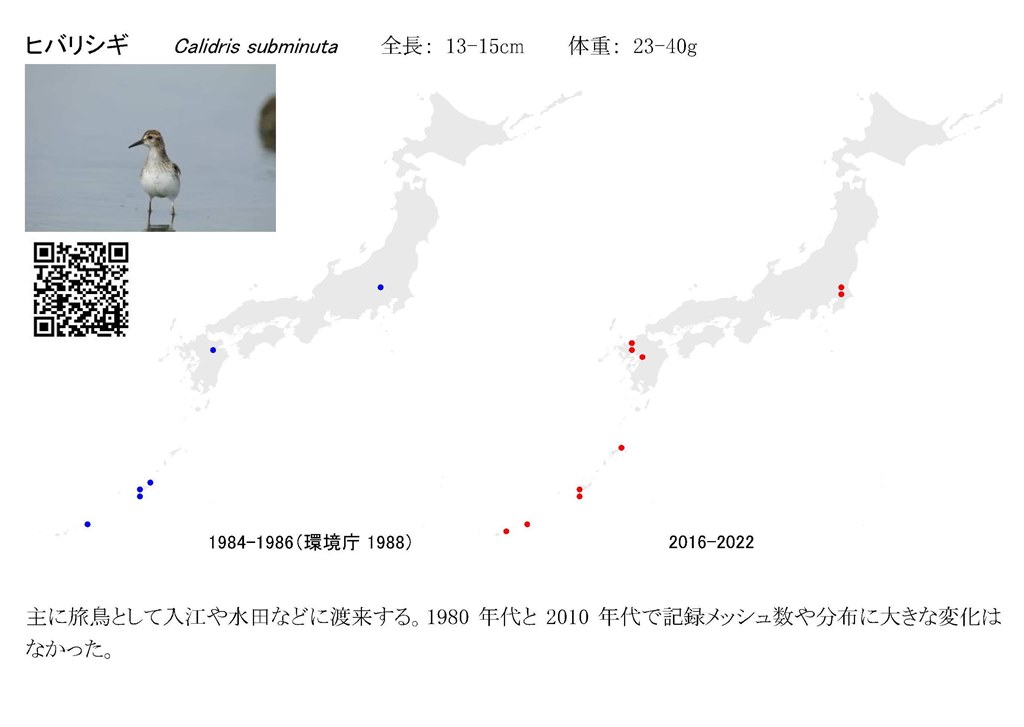 ヒバリシギ Calidris subminuta 全長： 13-15cm 体重： 23-40g
1984-1986（環境庁 1988） 2016-2022
主に旅鳥として入江や水田などに渡来する。1980 年代と 2010 年代で記録メッシュ数や分布に大きな変化は
なかった。